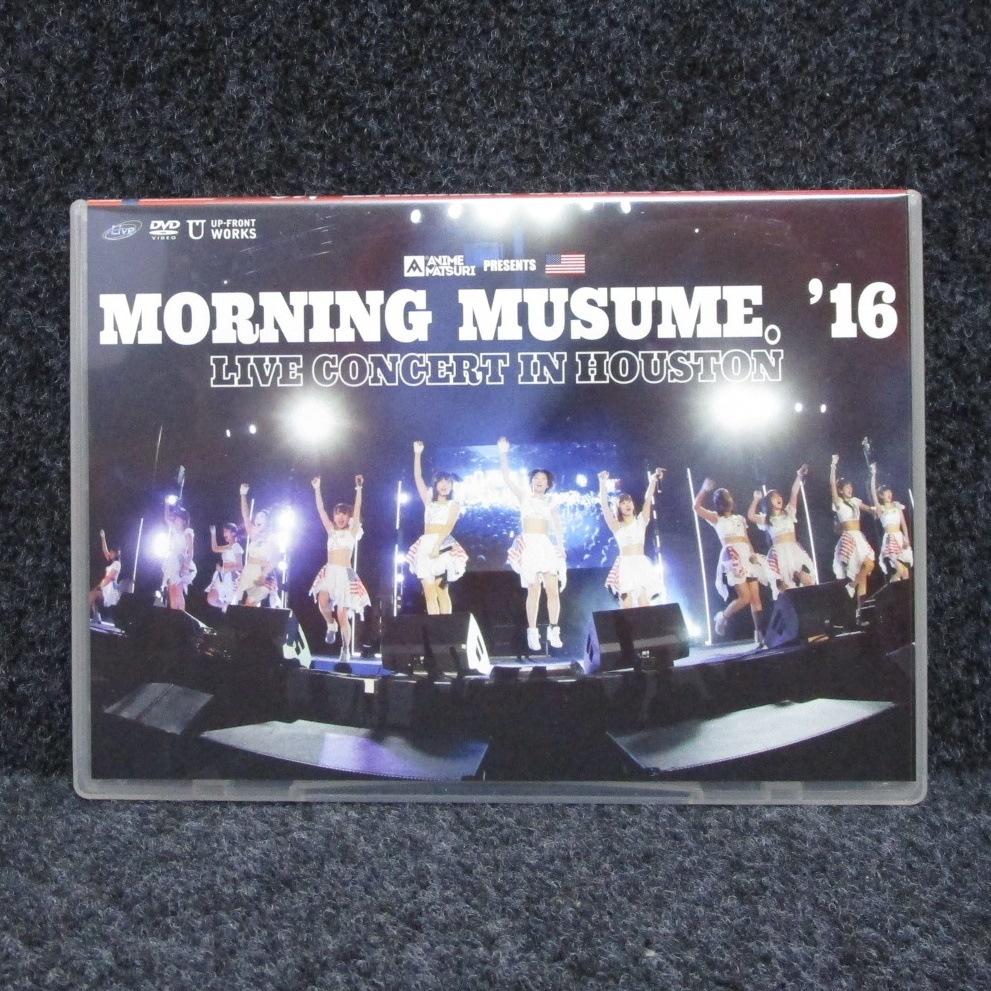 Live
DVD
VIDEO
UP-FRONT
WORKS
ANIME
MATSURI
PRESENTS
MORNING MUSUME。 ’16
LIVE CONCERT IN HOUSTON